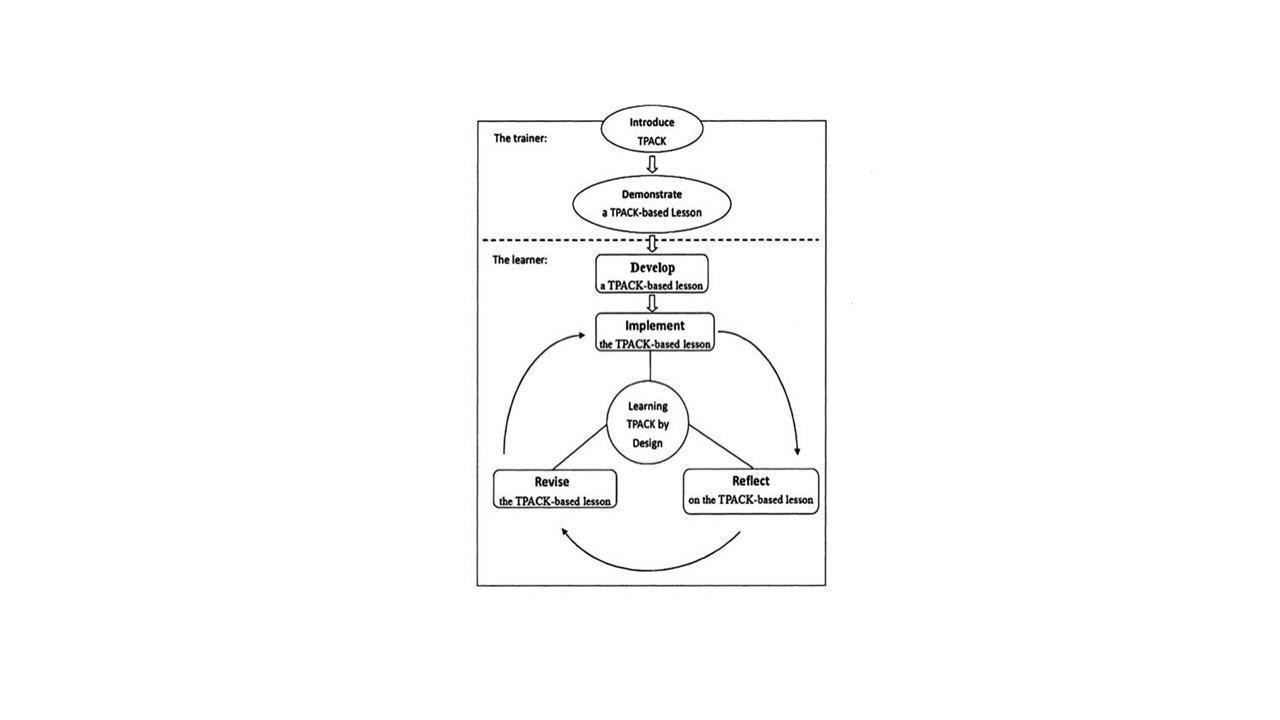 The trainer:
Introduce
TPACK
Demonstrate
a TPACK-based Lesson
The learner:
Develop
a TPACK-based lesson
Implement
the TPACK-based lesson
Learning
TPACK by
Design
Revise
the TPACK-based lesson
Reflect
on the TPACK-based lesson